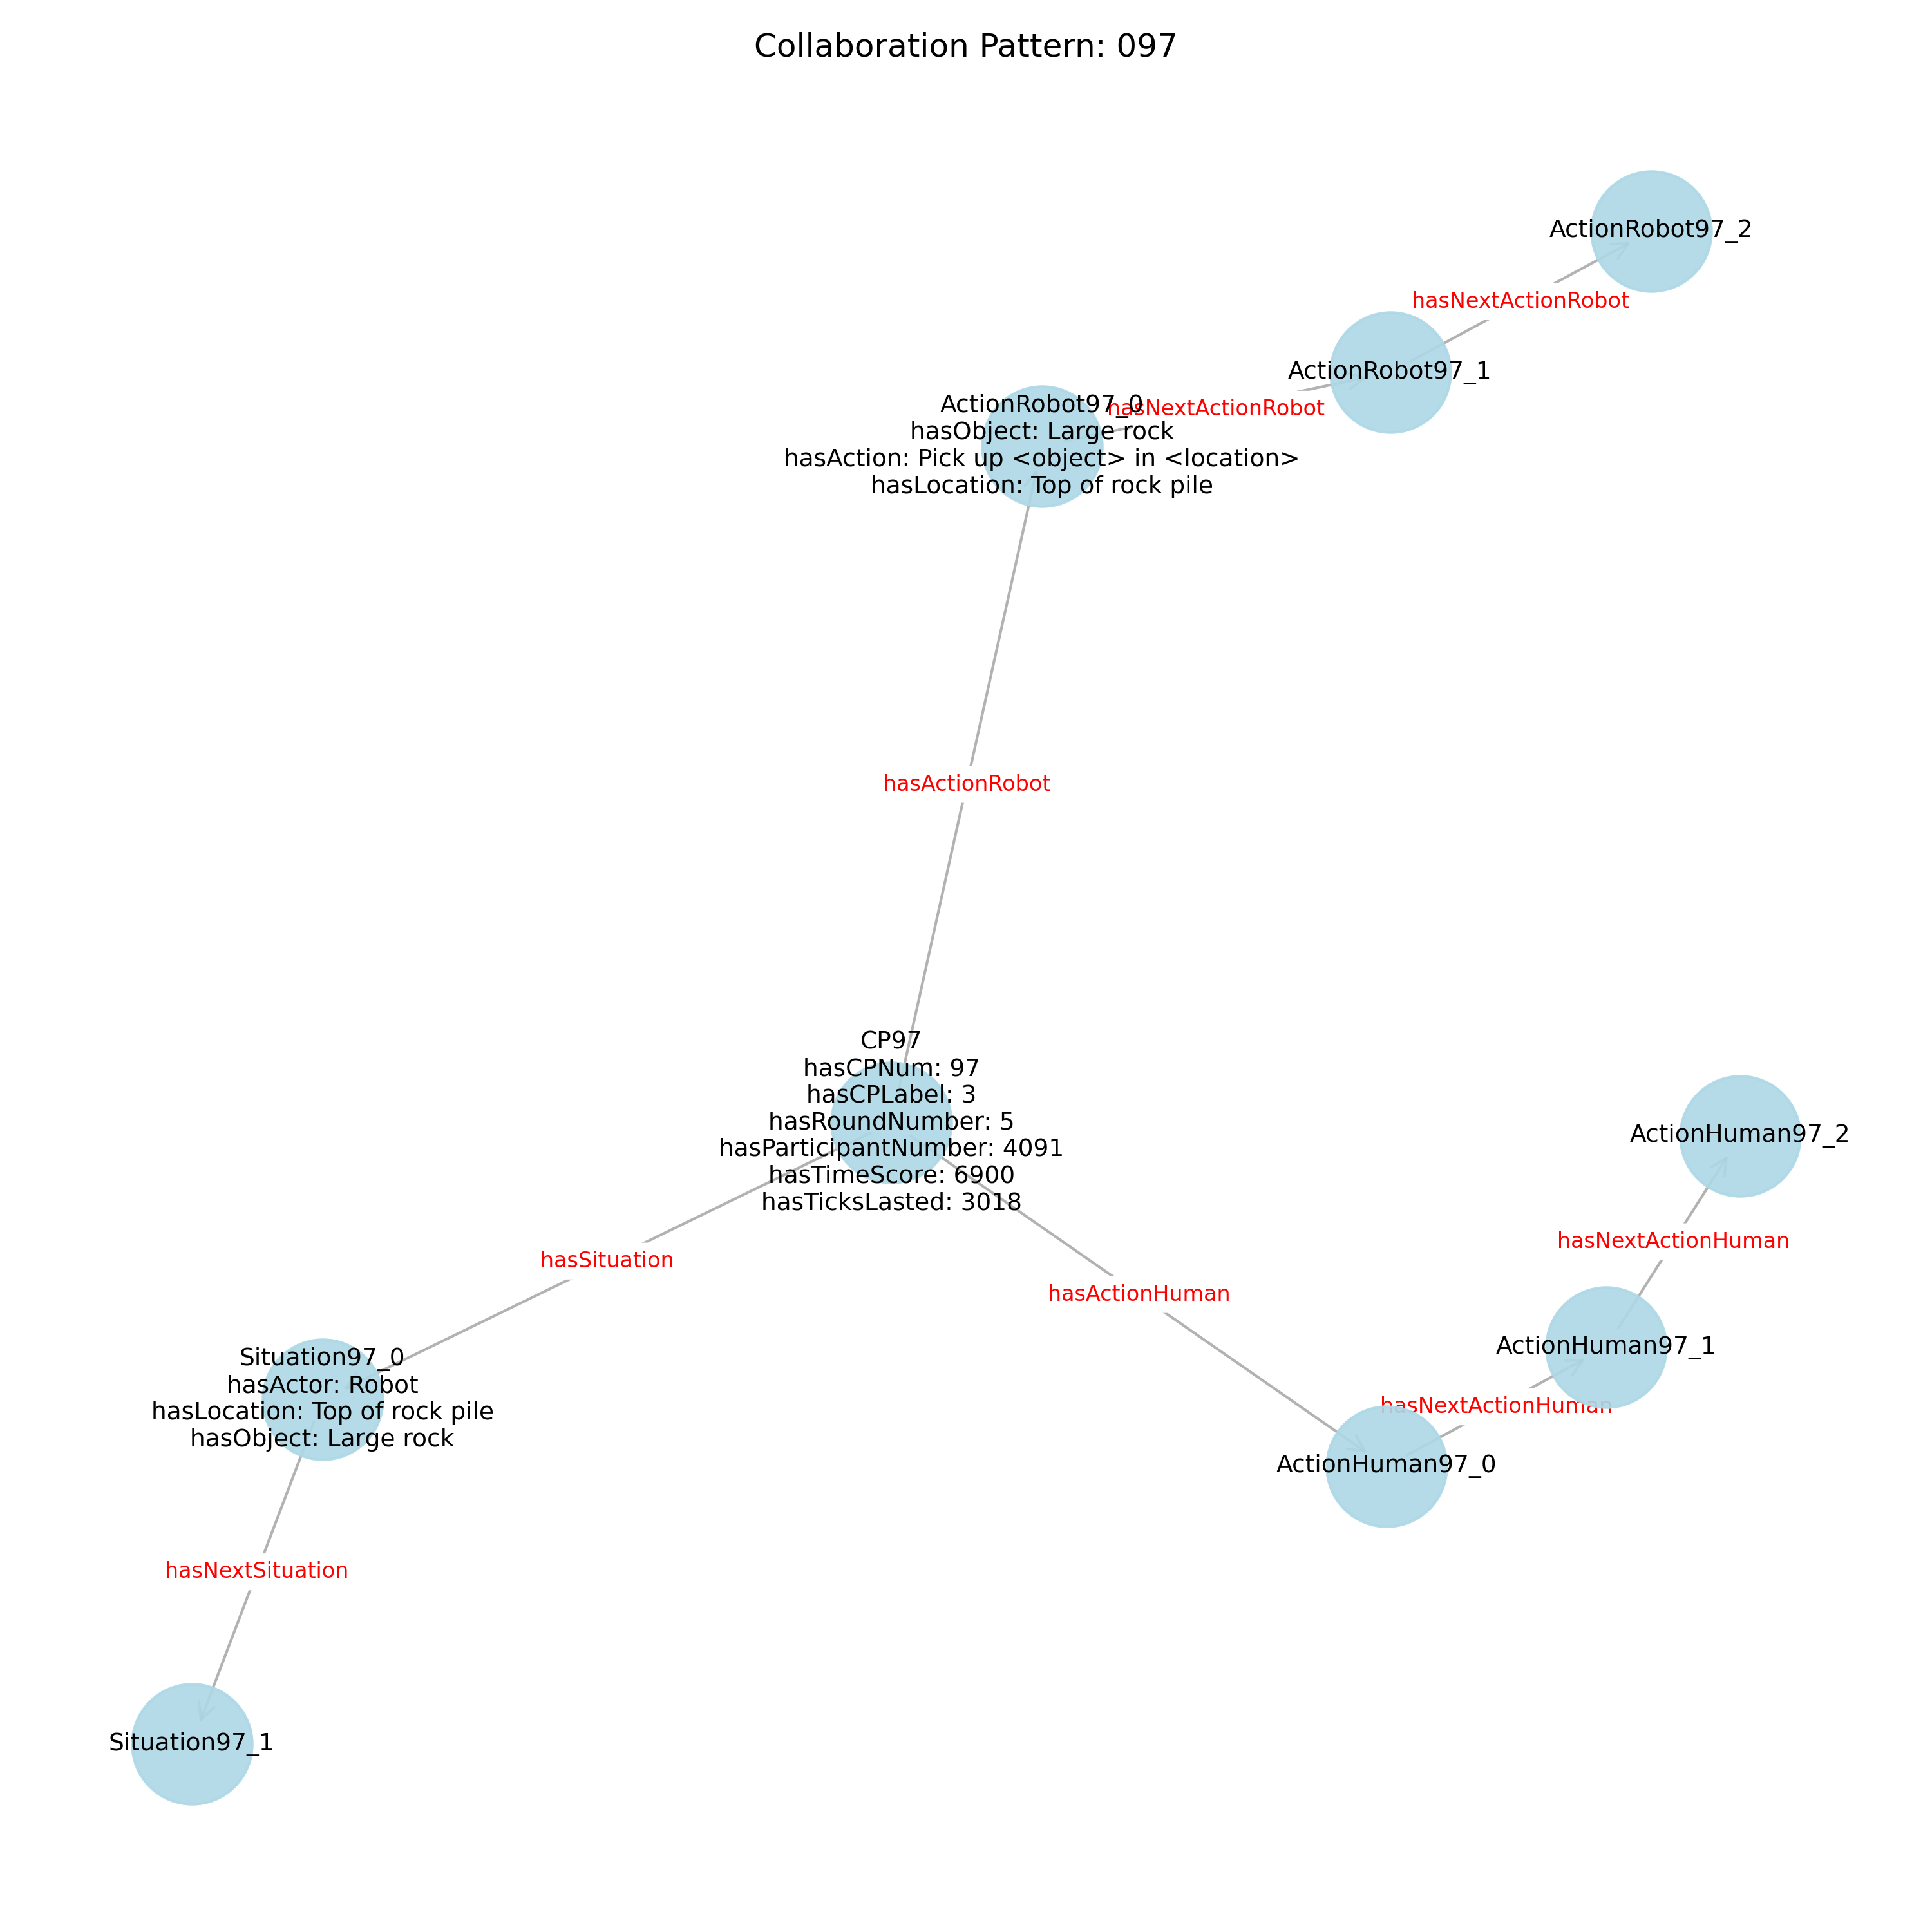 Collaboration Pattern: 097
ActionRobot97_2
hasNextActionRobot
ActionRobot97_1
ActionRobot97_0
hasNextActionRobot
hasObject: Large rock
hasAction: Pick up <object> in <location>
hasLocation: Top of rock pile
hasActionRobot
CP97
hasCPNum: 97
hasCPLabel: 3
hasRoundNumber: 5
hasParticipantNumber: 4091
hasTimeScore: 6900
hasTicksLasted: 3018
ActionHuman97_2
hasNextActionHuman
hasSituation
hasActionHuman
ActionHuman97_1
Situation97_0
hasActor: Robot
hasLocation: Top of rock pile
hasObject: Large rock
hasNextActionHuman
ActionHuman97_0
hasNextSituation
Situation97_1